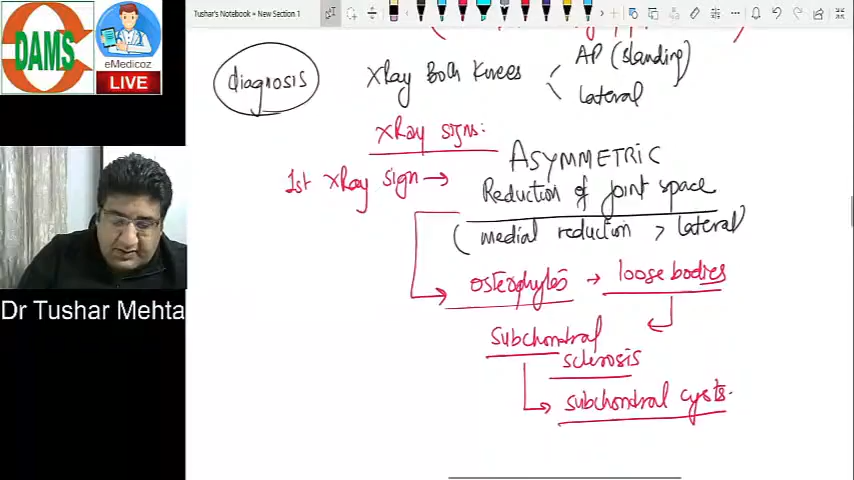 Tushar's Notebook » New Section 1
DAMS
eMedicoz
LIVE
diagnosis
XRay Both Knees
AP (standing)
lateral
XRay signs:
1st XRay sign →
ASYMMETRIC
Reduction of joint space
(medial reduction > lateral)
osteophytes → loose bodies
subchondral
sclerosis
subchondral cysts.
Dr Tushar Mehta